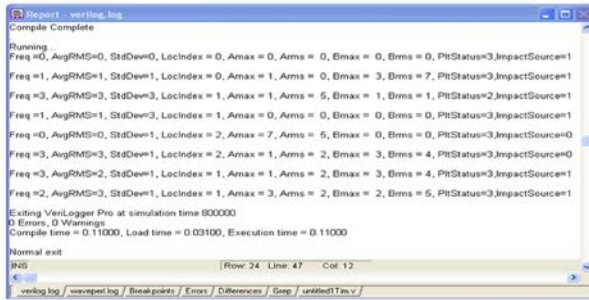 Report - verilog.log
Compile Complete
Running...
Freq =0, AvgRMS=0, StdDev=0, LocIndex = 0, Amax = 0, Arms =  0, Bmax =  0, Brms = 0, PltStatus=3,ImpactSource=1
Freq =1, AvgRMS=1, StdDev=1, LocIndex = 0, Amax = 1, Arms =  0, Bmax =  3, Brms = 7, PltStatus=3,ImpactSource=1
Freq =3, AvgRMS=3, StdDev=3, LocIndex = 1, Amax = 1, Arms =  5, Bmax =  1, Brms = 1, PltStatus=2,ImpactSource=1
Freq =1, AvgRMS=1, StdDev=3, LocIndex = 1, Amax = 0, Arms =  0, Bmax =  0, Brms = 0, PltStatus=3,ImpactSource=1
Freq =0, AvgRMS=0, StdDev=1, LocIndex = 2, Amax = 7, Arms =  5, Bmax =  0, Brms = 0, PltStatus=3,ImpactSource=0
Freq =3, AvgRMS=3, StdDev=1, LocIndex = 2, Amax = 1, Arms =  2, Bmax =  3, Brms = 4, PltStatus=3,ImpactSource=0
Freq =3, AvgRMS=2, StdDev=1, LocIndex = 1, Amax = 1, Arms =  2, Bmax =  3, Brms = 4, PltStatus=3,ImpactSource=1
Freq =2, AvgRMS=3, StdDev=1, LocIndex = 1, Amax = 3, Arms =  2, Bmax =  2, Brms = 5, PltStatus=3,ImpactSource=1
Exiting VeriLogger Pro at simulation time 800000
0 Errors, 0 Warnings
Compile time = 0.11000, Load time = 0.03100, Execution time = 0.11000
Normal exit
INS Row: 24 Line: 47 Col: 12
verilog.log / waveperl.log / Breakpoints / Errors / Differences / Grep / untitled1Tim.v /